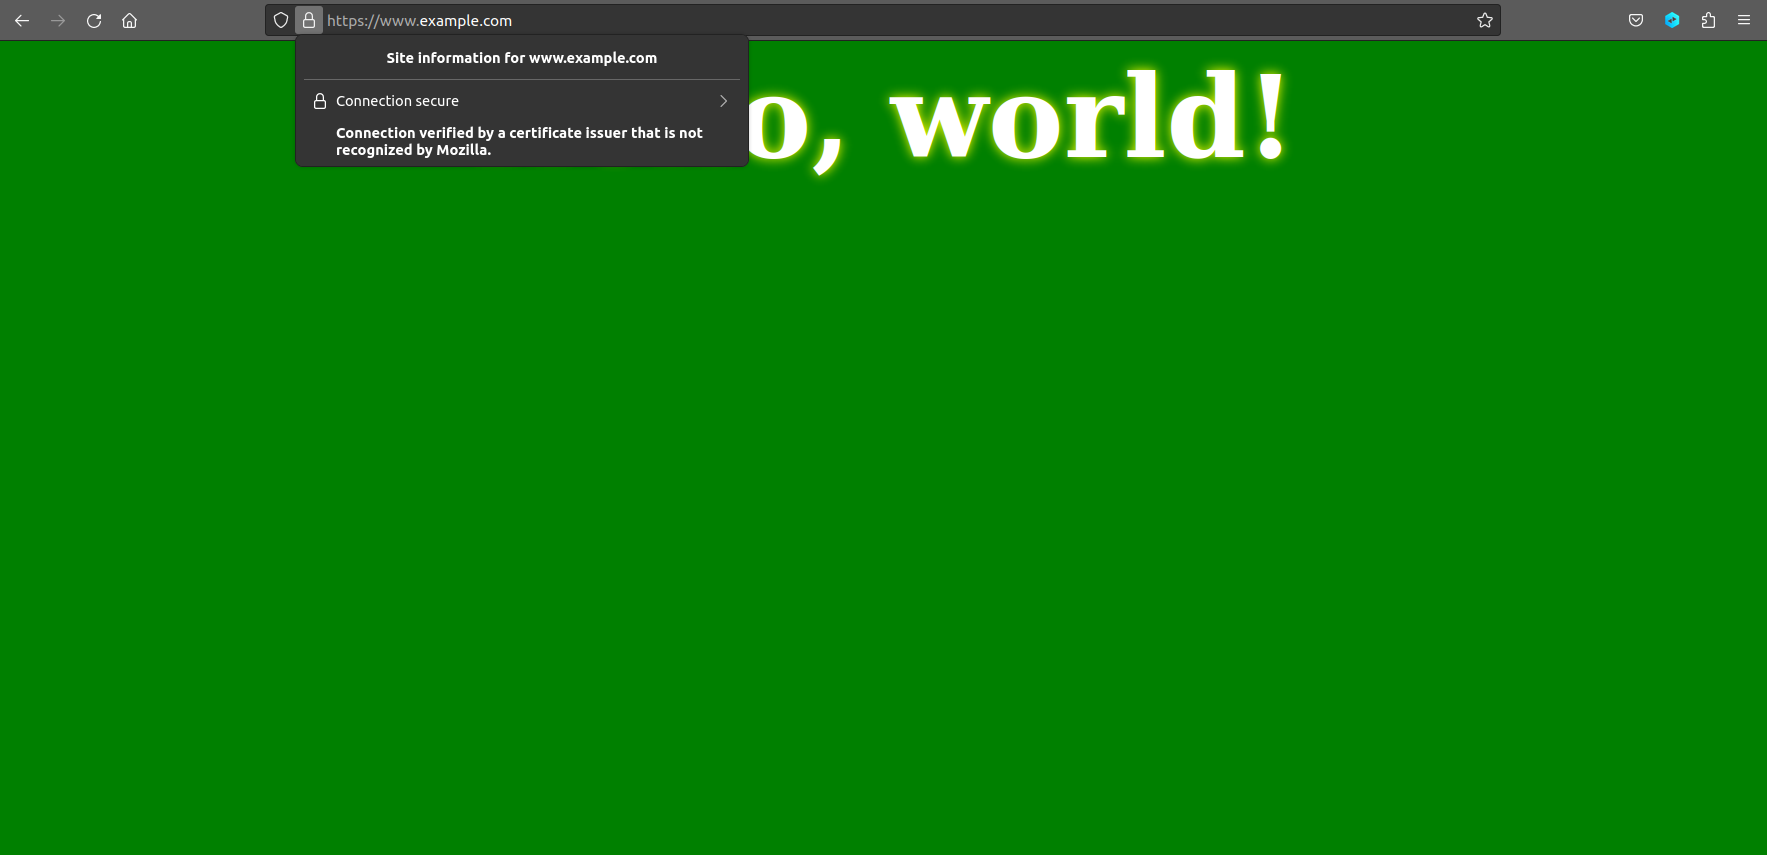 https://www.example.com
Site information for www.example.com
Connection secure
Connection verified by a certificate issuer that is not
recognized by Mozilla.
o, world!